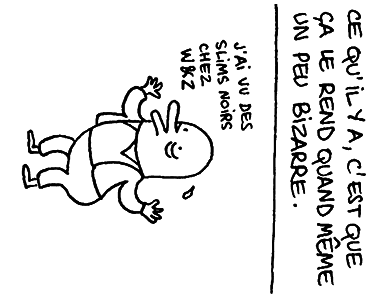 CE QU'IL Y A, C'EST QUE
ÇA LE REND QUAND MÊME
UN PEU BIZARRE.
J'AI VU DES
SLIMS NOIRS
CHEZ
W&Z